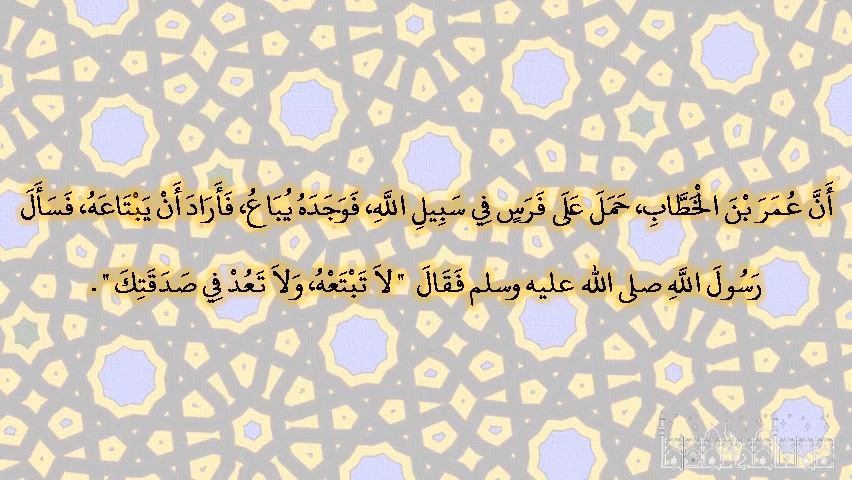 أَنَّ عُمَرَ بْنَ الْخَطَّابِ، حَمَلَ عَلَى فَرَسٍ فِي سَبِيلِ اللَّهِ، فَوَجَدَهُ يُبَاعُ، فَأَرَادَ أَنْ يَبْتَاعَهُ، فَسَأَلَ
رَسُولَ اللَّهِ صلى الله عليه وسلم فَقَالَ ‏"‏ لاَ تَبْتَعْهُ، وَلاَ تَعُدْ فِي صَدَقَتِكَ ‏"‏‏.‏